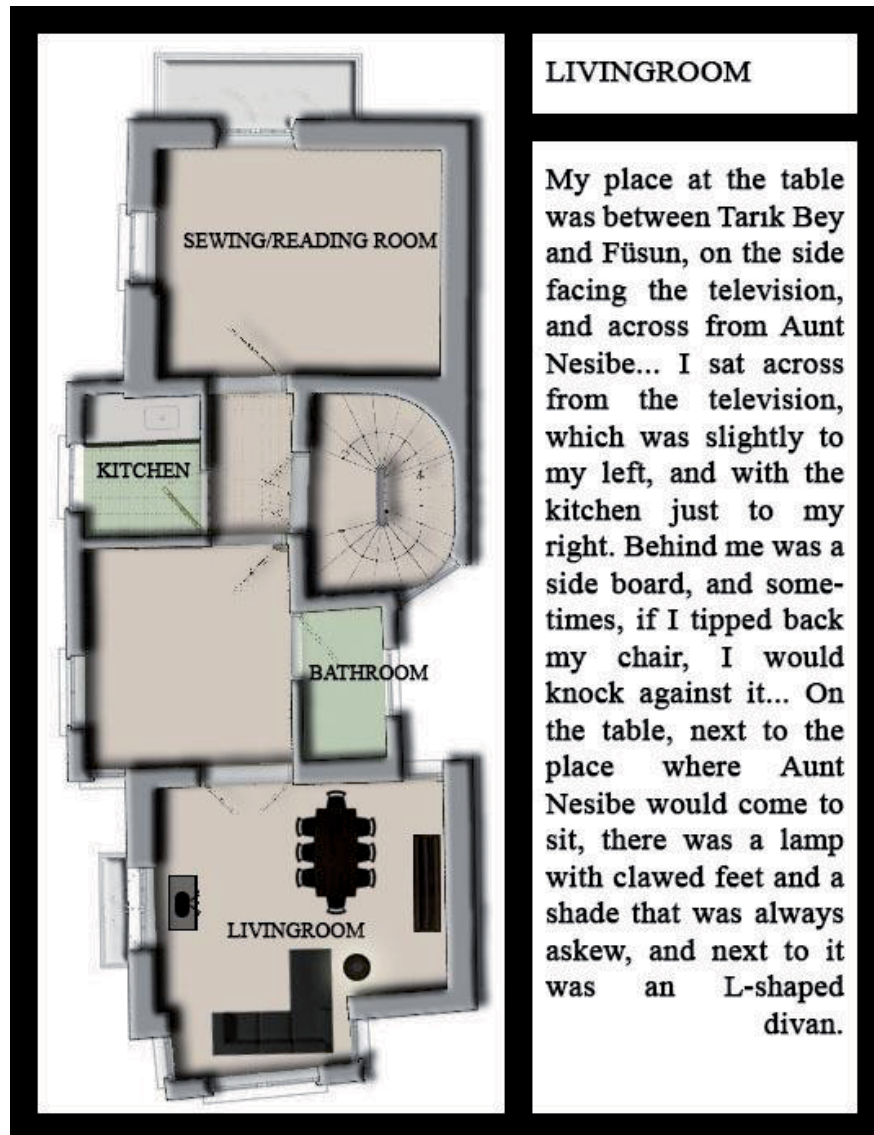 SEWING/READING ROOM
KITCHEN
BATHROOM
LIVINGROOM
LIVINGROOM
My place at the table
was between Tarık Bey
and Füsun, on the side
facing the television,
and across from Aunt
Nesibe... I sat across
from the television,
which was slightly to
my left, and with the
kitchen just to my
right. Behind me was a
side board, and some-
times, if I tipped back
my chair, I would
knock against it... On
the table, next to the
place where Aunt
Nesibe would come to
sit, there was a lamp
with clawed feet and a
shade that was always
askew, and next to it
was an L-shaped
divan.